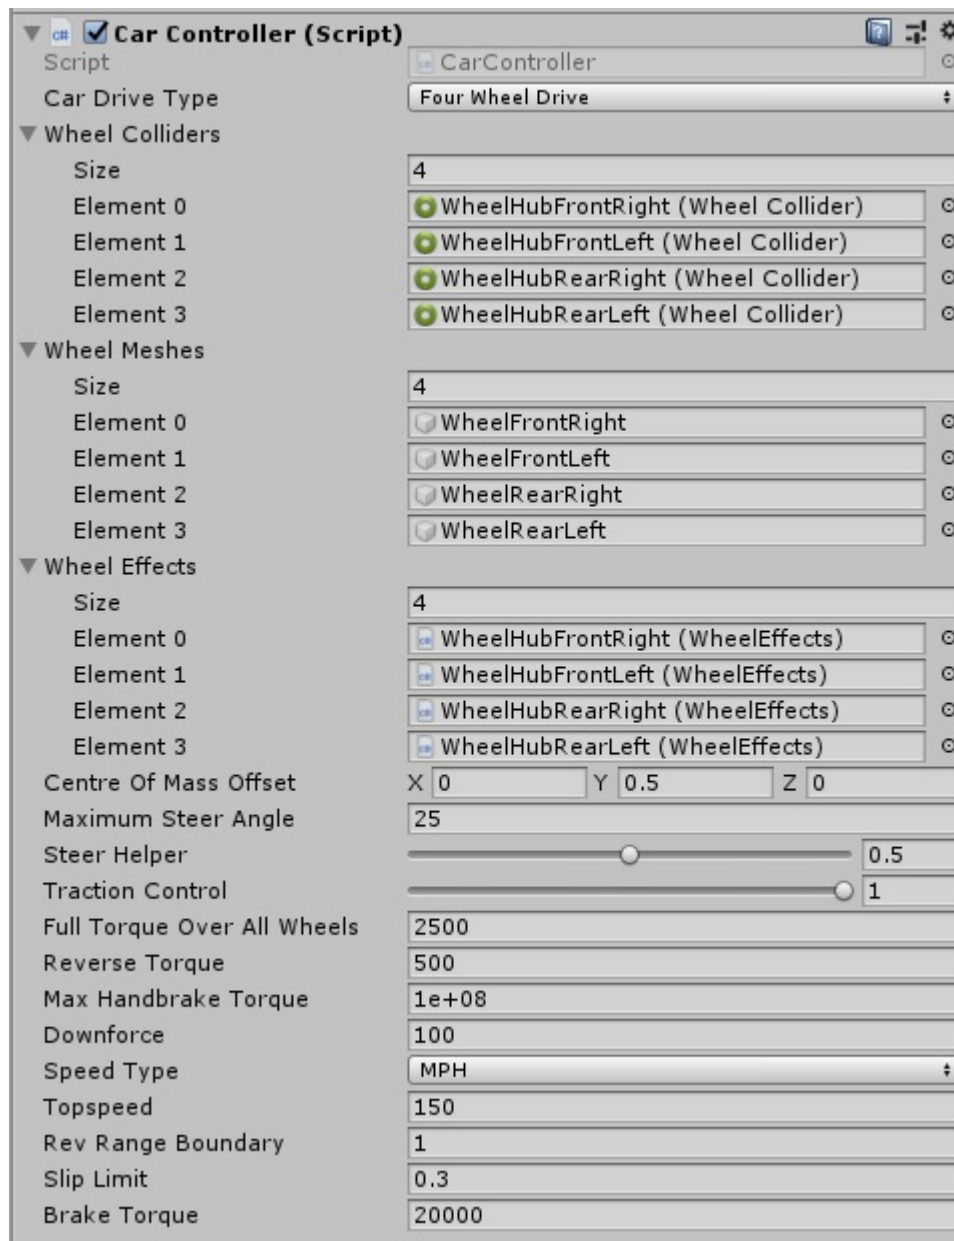 Car Controller (Script)
Script CarController
Car Drive Type Four Wheel Drive
Wheel Colliders
Size 4
Element 0 WheelHubFrontRight (Wheel Collider)
Element 1 WheelHubFrontLeft (Wheel Collider)
Element 2 WheelHubRearRight (Wheel Collider)
Element 3 WheelHubRearLeft (Wheel Collider)
Wheel Meshes
Size 4
Element 0 WheelFrontRight
Element 1 WheelFrontLeft
Element 2 WheelRearRight
Element 3 WheelRearLeft
Wheel Effects
Size 4
Element 0 WheelHubFrontRight (WheelEffects)
Element 1 WheelHubFrontLeft (WheelEffects)
Element 2 WheelHubRearRight (WheelEffects)
Element 3 WheelHubRearLeft (WheelEffects)
Centre Of Mass Offset X 0 Y 0.5 Z 0
Maximum Steer Angle 25
Steer Helper 0.5
Traction Control 1
Full Torque Over All Wheels 2500
Reverse Torque 500
Max Handbrake Torque 1e+08
Downforce 100
Speed Type MPH
Topspeed 150
Rev Range Boundary 1
Slip Limit 0.3
Brake Torque 20000